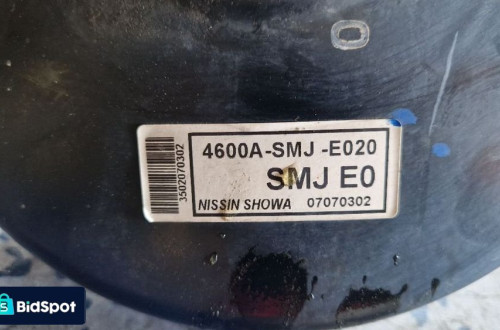 4600A-SMJ -E020
SMJ E0
NISSIN SHOWA 07070302
3502070302
BidSpot